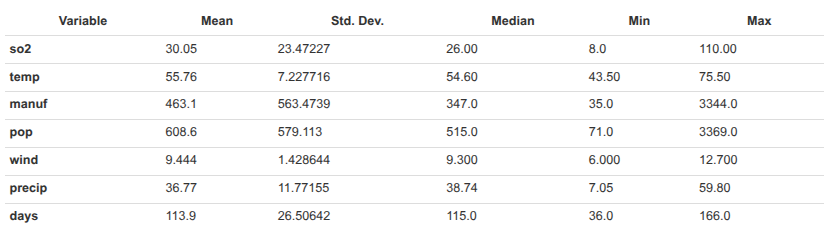 Variable Mean Std. Dev. Median Min Max
so2 30.05 23.47227 26.00 8.0 110.00
temp 55.76 7.227716 54.60 43.50 75.50
manuf 463.1 563.4739 347.0 35.0 3344.0
pop 608.6 579.113 515.0 71.0 3369.0
wind 9.444 1.428644 9.300 6.000 12.700
precip 36.77 11.77155 38.74 7.05 59.80
days 113.9 26.50642 115.0 36.0 166.0